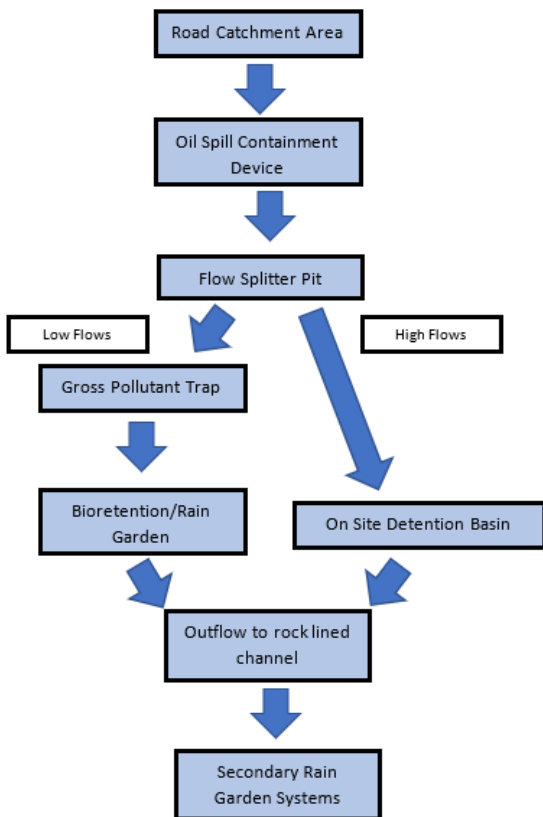 Road Catchment Area
Oil Spill Containment
Device
Flow Splitter Pit
Low Flows
High Flows
Gross Pollutant Trap
Bioretention/Rain
Garden
On Site Detention Basin
Outflow to rock lined
channel
Secondary Rain
Garden Systems